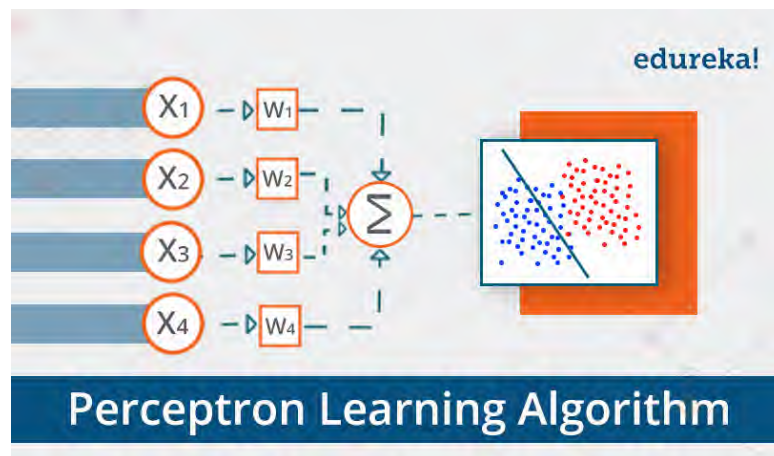 edureka!
X1 W1
X2 W2
X3 W3
X4 W4
Σ
Perceptron Learning Algorithm